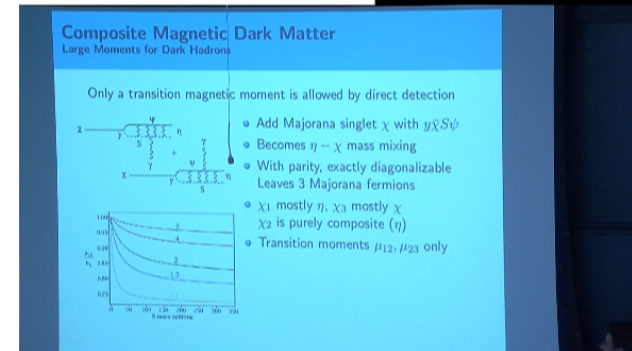 Composite Magnetic Dark Matter
Large Moments for Dark Hadrons
Only a transition magnetic moment is allowed by direct detection
• Add Majorana singlet χ with yχ̄Sψ
• Becomes η − χ mass mixing
• With parity, exactly diagonalizable
Leaves 3 Majorana fermions
• χ1 mostly η, χ3 mostly χ
χ2 is purely composite (η)
• Transition moments μ12, μ23 only
χ y ψ η
S
γ
+
γ
ψ
χ y η
S